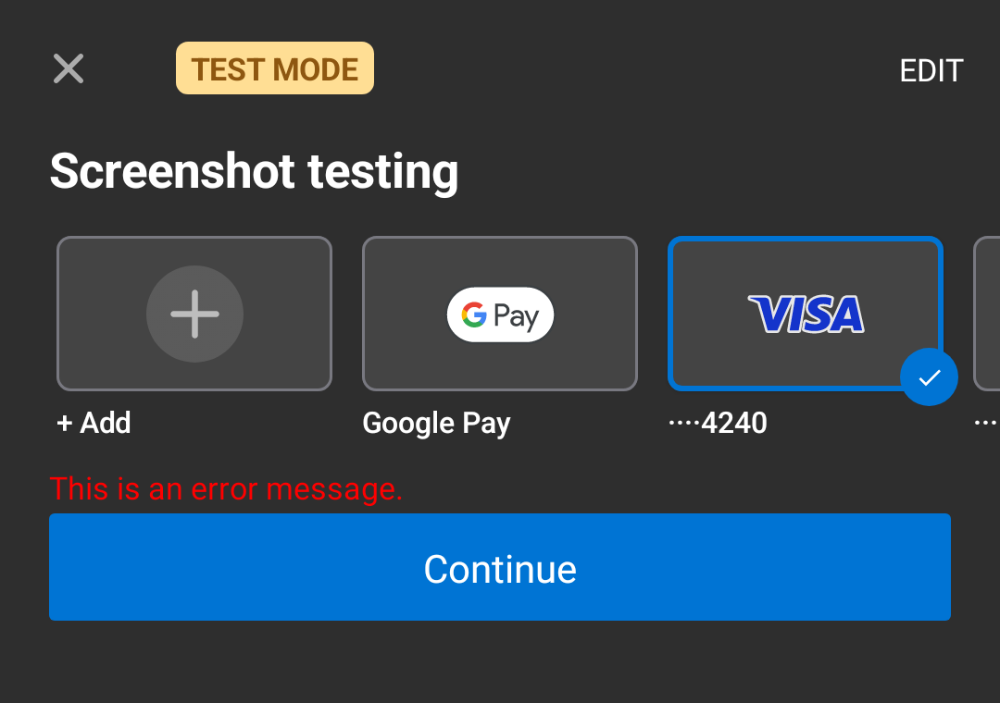 TEST MODE
EDIT
Screenshot testing
G Pay
VISA
+ Add
Google Pay
····4240
···
This is an error message.
Continue